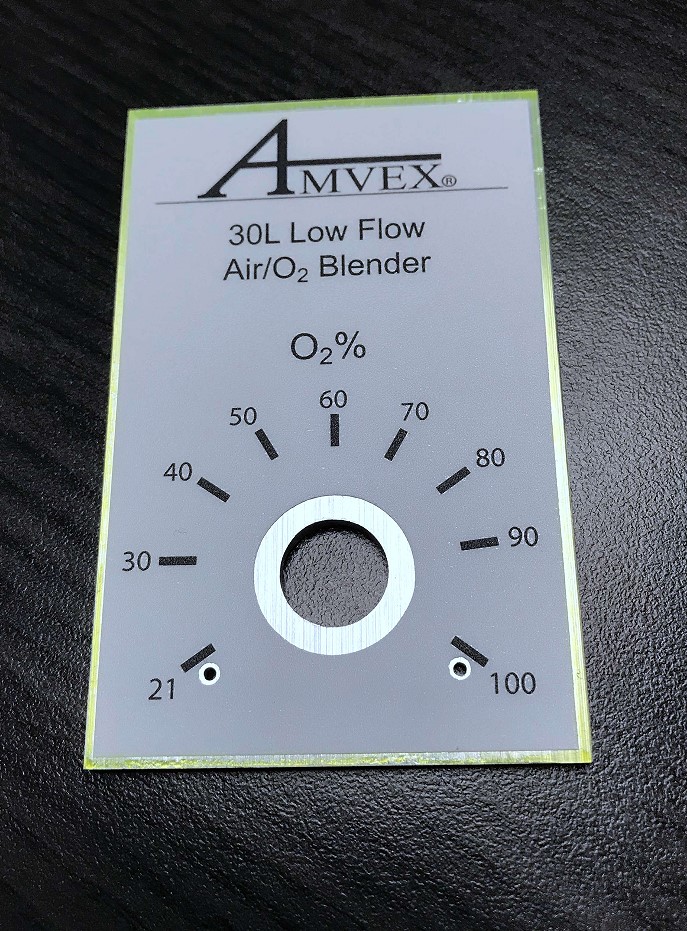 AMVEX®
30L Low Flow
Air/O₂ Blender
O₂%
60
50 70
40 80
30 90
21 100